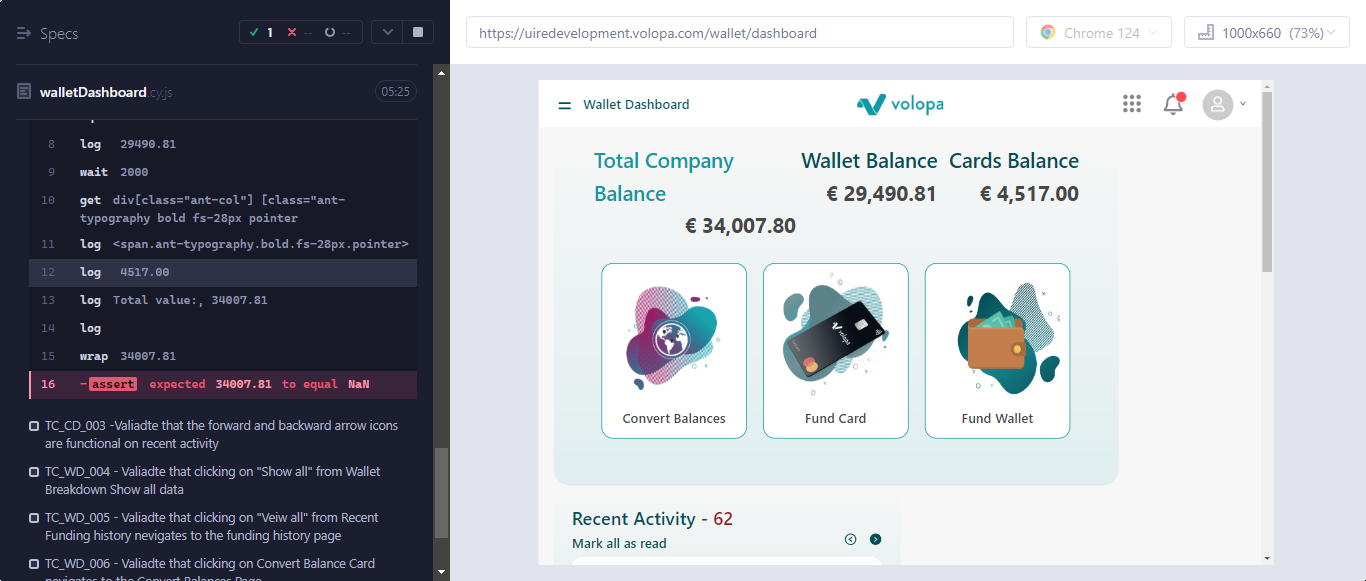 Specs
1
--
--
https://uiredevelopment.volopa.com/wallet/dashboard
Chrome 124
1000x660 (73%)
walletDashboard.cy.js
05:25
8 log 29490.81
9 wait 2000
10 get div[class="ant-col"] [class="ant-
typography bold fs-28px pointer
11 log <span.ant-typography.bold.fs-28px.pointer>
12 log 4517.00
13 log Total value:, 34007.81
14 log
15 wrap 34007.81
16 -assert expected 34007.81 to equal NaN
TC_CD_003 -Valiadte that the forward and backward arrow icons
are functional on recent activity
TC_WD_004 - Valiadte that clicking on "Show all" from Wallet
Breakdown Show all data
TC_WD_005 - Valiadte that clicking on "Veiw all" from Recent
Funding history nevigates to the funding history page
TC_WD_006 - Valiadte that clicking on Convert Balance Card
nevigates to the Convert Balances Page
Wallet Dashboard
volopa
Total Company
Balance
€ 34,007.80
Wallet Balance
€ 29,490.81
Cards Balance
€ 4,517.00
Convert Balances
volopa
Fund Card
Fund Wallet
Recent Activity - 62
Mark all as read